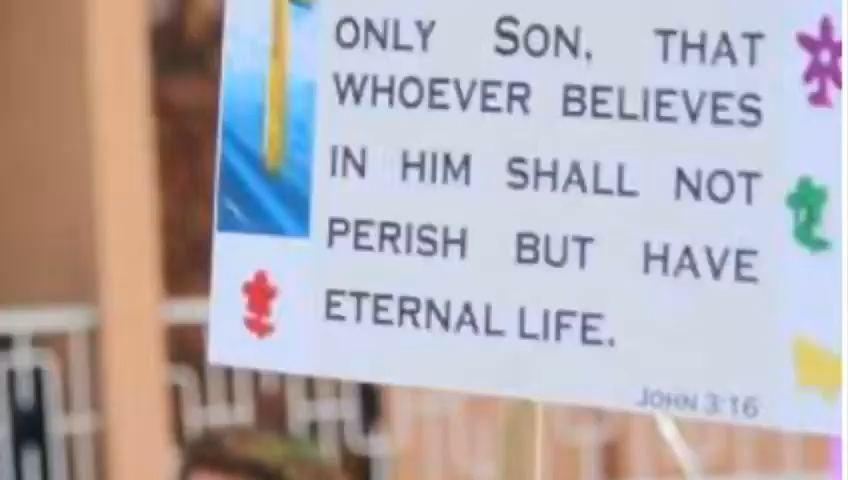 ONLY SON, THAT
WHOEVER BELIEVES
IN HIM SHALL NOT
PERISH BUT HAVE
ETERNAL LIFE.
JOHN 3:16